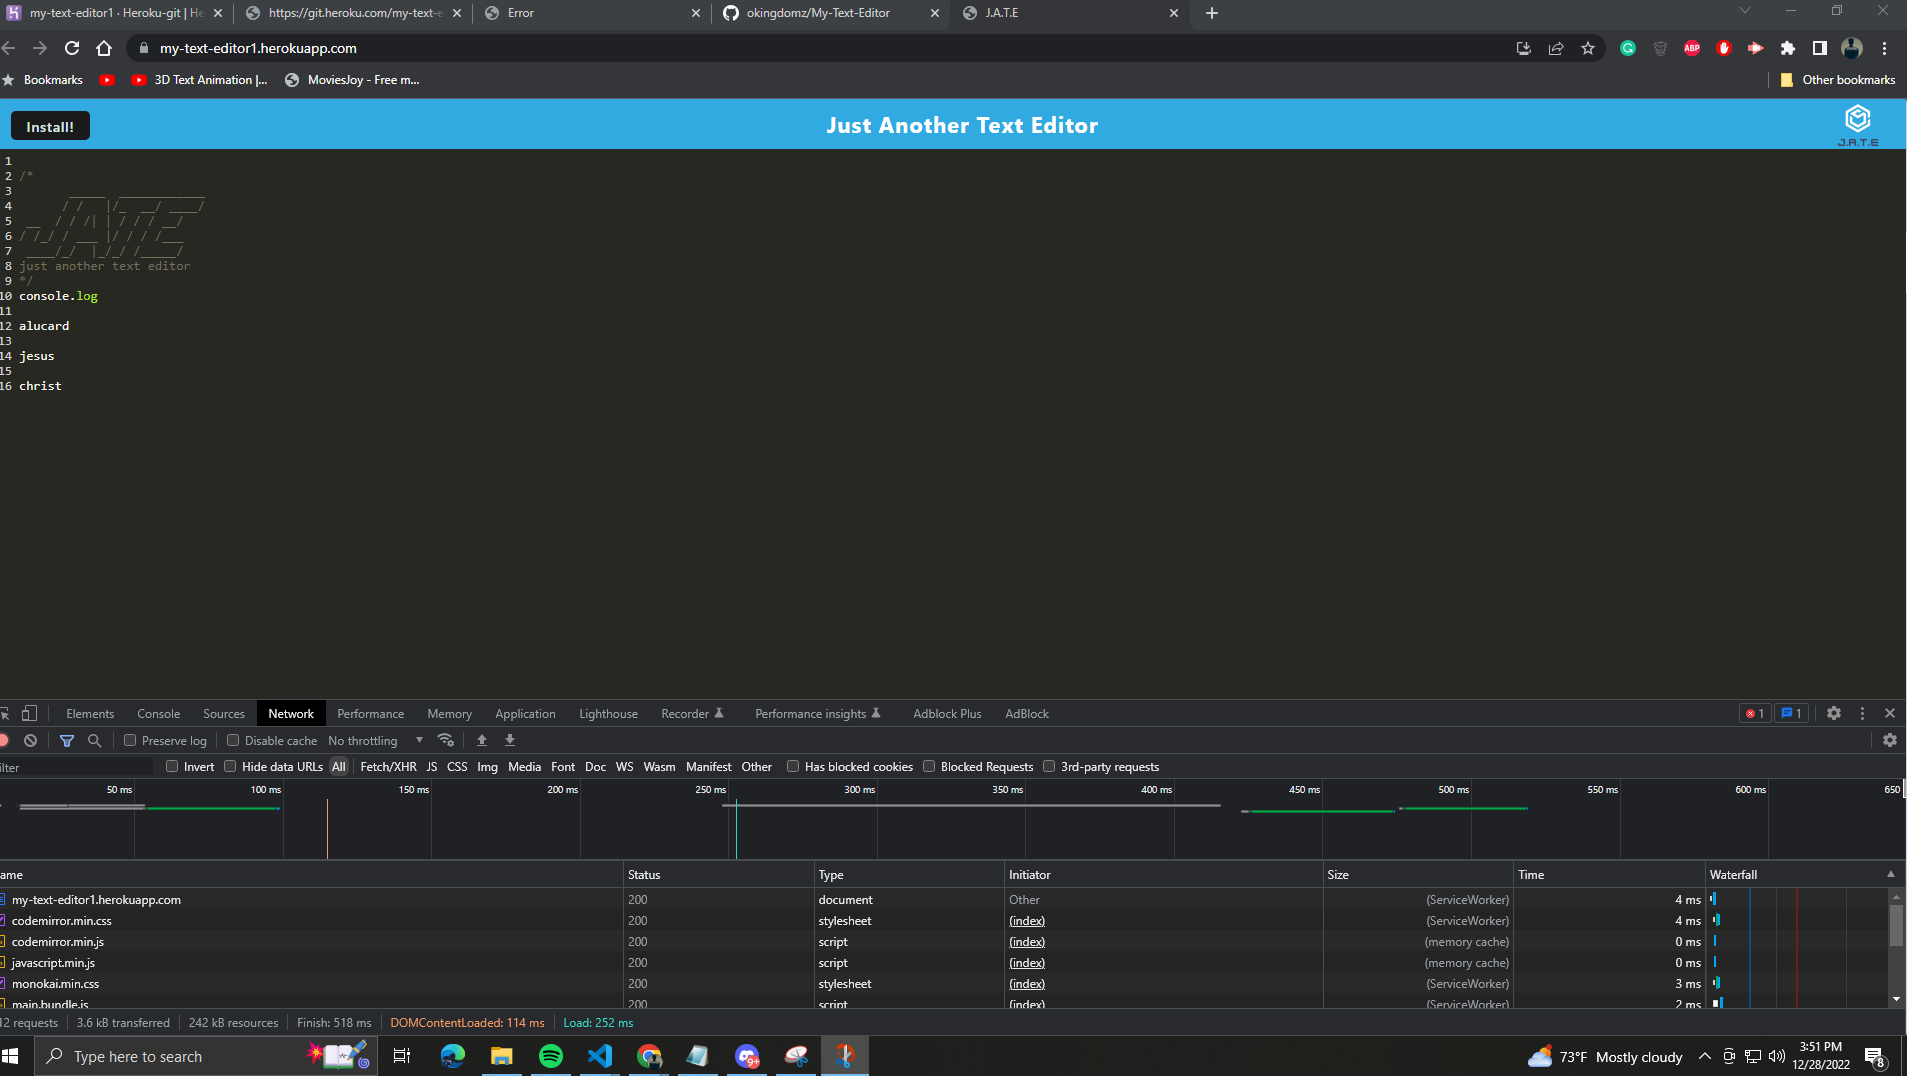 my-text-editor1 · Heroku-git | He
https://git.heroku.com/my-text-e
Error
okingdomz/My-Text-Editor
J.A.T.E
my-text-editor1.herokuapp.com
ABP
Bookmarks
3D Text Animation |...
MoviesJoy - Free m...
Other bookmarks
Install!
Just Another Text Editor
J.A.T.E
1
2 /*
3
4
5
6
7
8 just another text editor
9 */
10 console.log
11
12 alucard
13
14 jesus
15
16 christ
Elements Console Sources Network Performance Memory Application Lighthouse Recorder Performance insights Adblock Plus AdBlock 1 1
Preserve log Disable cache No throttling
ilter Invert Hide data URLs All Fetch/XHR JS CSS Img Media Font Doc WS Wasm Manifest Other Has blocked cookies Blocked Requests 3rd-party requests
50 ms 100 ms 150 ms 200 ms 250 ms 300 ms 350 ms 400 ms 450 ms 500 ms 550 ms 600 ms 650
ame Status Type Initiator Size Time Waterfall
my-text-editor1.herokuapp.com 200 document Other (ServiceWorker) 4 ms
codemirror.min.css 200 stylesheet (index) (ServiceWorker) 4 ms
codemirror.min.js 200 script (index) (memory cache) 0 ms
javascript.min.js 200 script (index) (memory cache) 0 ms
monokai.min.css 200 stylesheet (index) (ServiceWorker) 3 ms
main.bundle.js 200 script (index) (ServiceWorker) 2 ms
12 requests 3.6 kB transferred 242 kB resources Finish: 518 ms DOMContentLoaded: 114 ms Load: 252 ms
Type here to search
9+
73°F Mostly cloudy
3:51 PM
12/28/2022
8